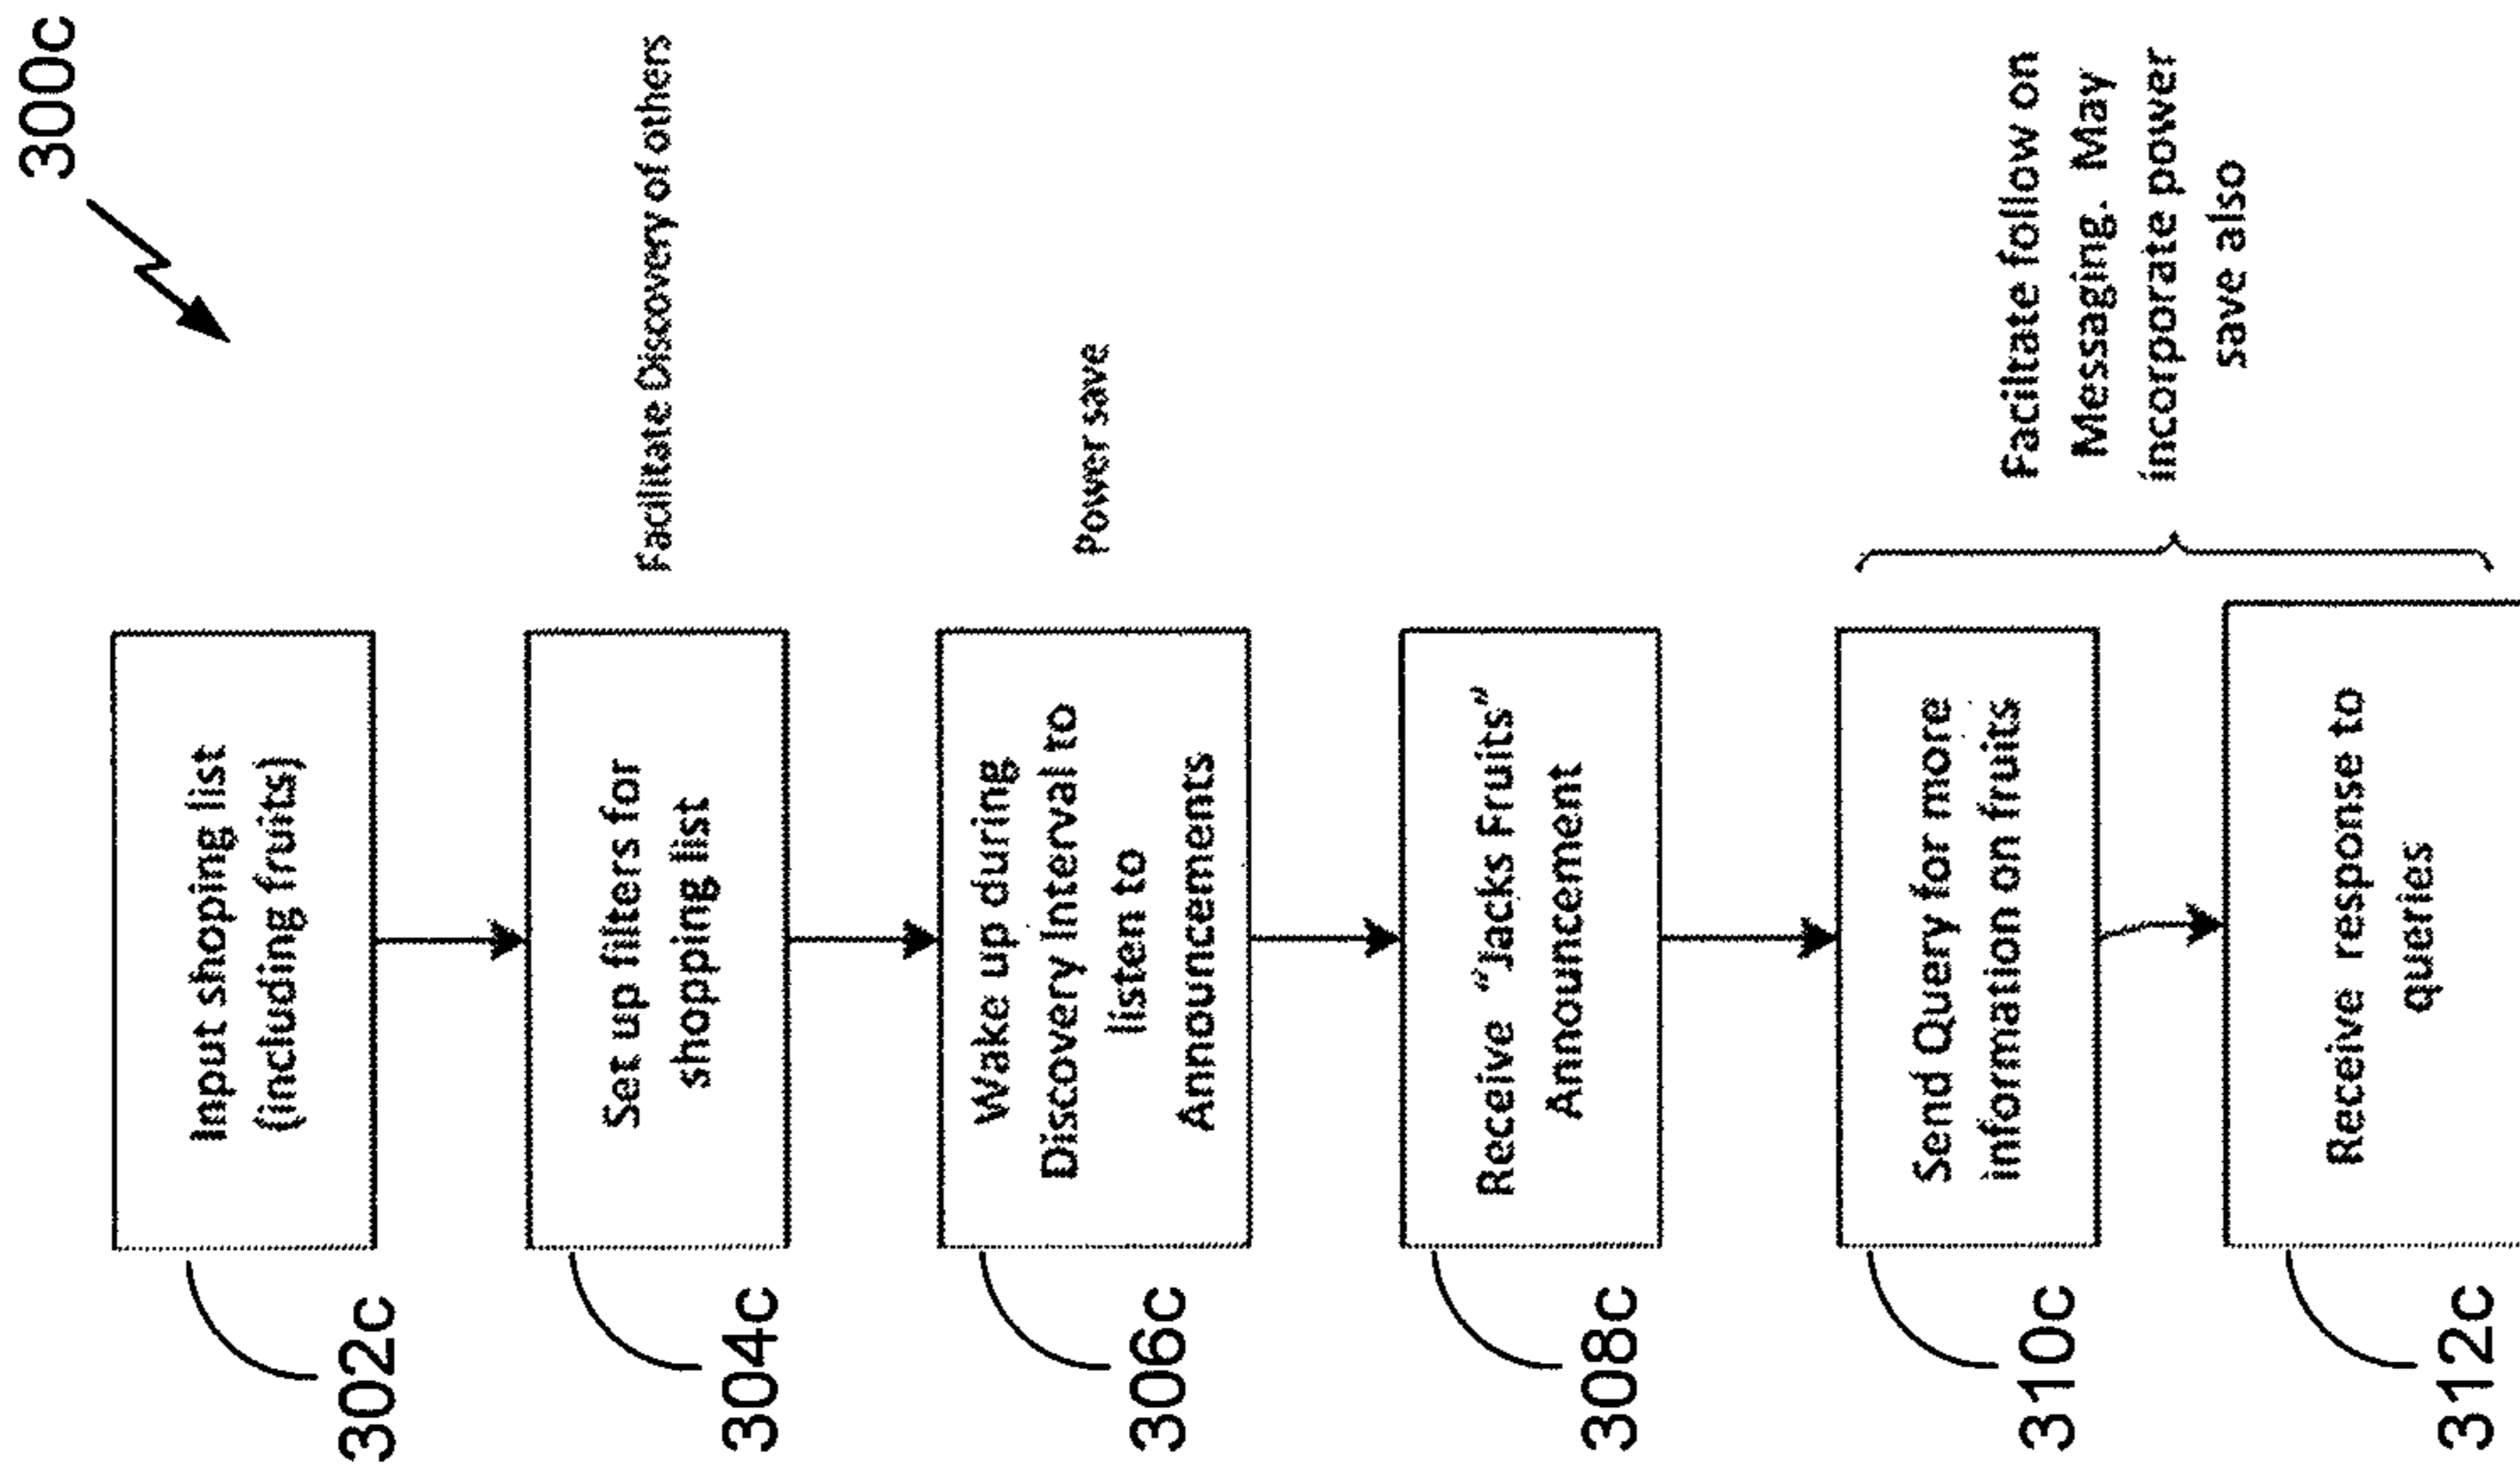 300c
302c
Input shopping list
(including fruits)
304c
Set up filters for
shopping list
Facilitate Discovery of others
306c
Wake up during
Discovery Interval to
listen to
Announcements
Power save
308c
Receive "Jacks Fruits"
Announcement
310c
Send Query for more
information on fruits
312c
Receive response to
queries
Facilitate follow on
Messaging. May
incorporate power
save also